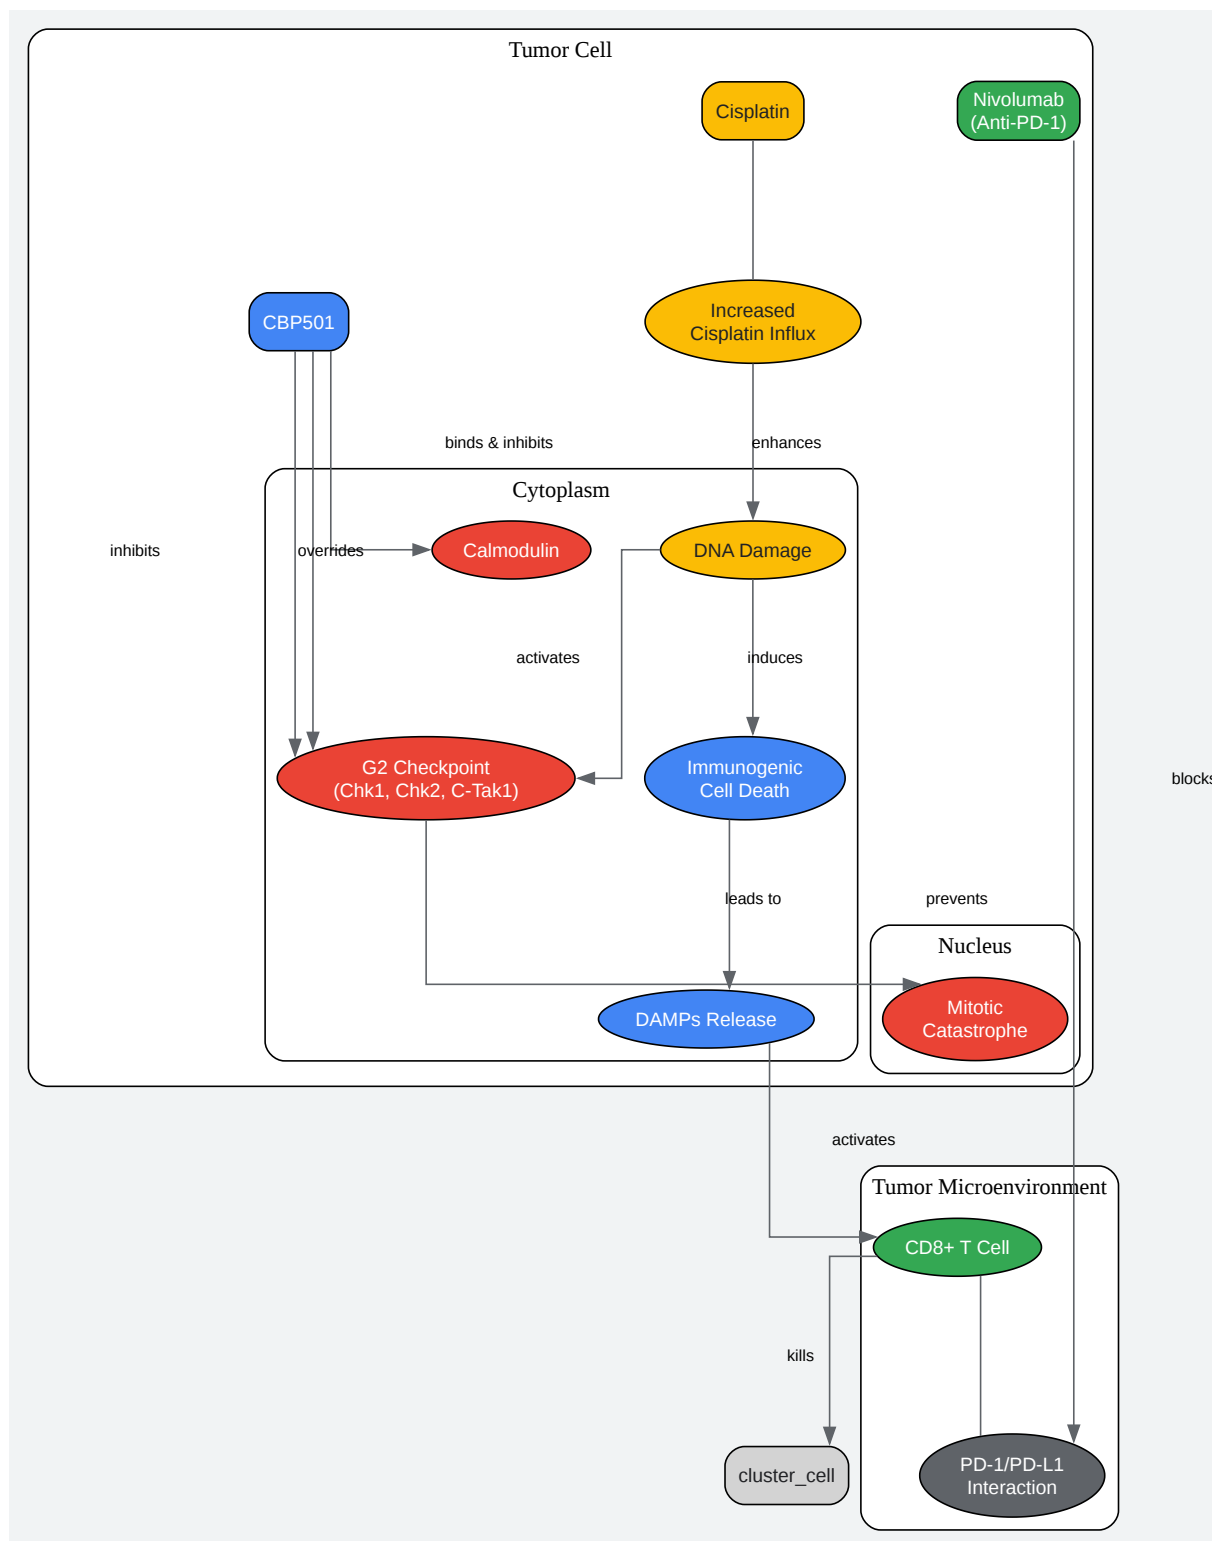 Tumor Cell
Cisplatin
Nivolumab
(Anti-PD-1)
CBP501
Increased
Cisplatin Influx
binds & inhibits
enhances
Cytoplasm
inhibits
overrides
Calmodulin
DNA Damage
activates
induces
G2 Checkpoint
(Chk1, Chk2, C-Tak1)
Immunogenic
Cell Death
blocks
leads to
prevents
Nucleus
DAMPs Release
Mitotic
Catastrophe
activates
Tumor Microenvironment
CD8+ T Cell
kills
cluster_cell
PD-1/PD-L1
Interaction